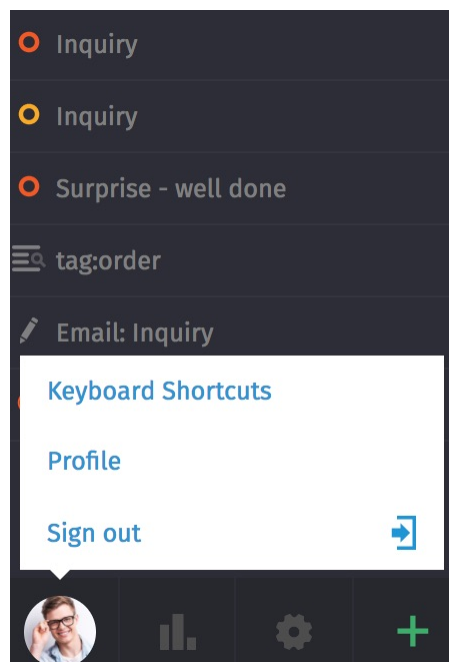 Inquiry
Inquiry
Surprise - well done
tag:order
Email: Inquiry
Keyboard Shortcuts
Profile
Sign out